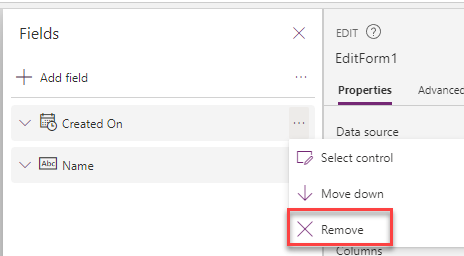 Fields
+ Add field
...
Created On
...
Abc Name
EDIT ?
EditForm1
Properties Advanced
Data source
Select control
Move down
Remove
Columns